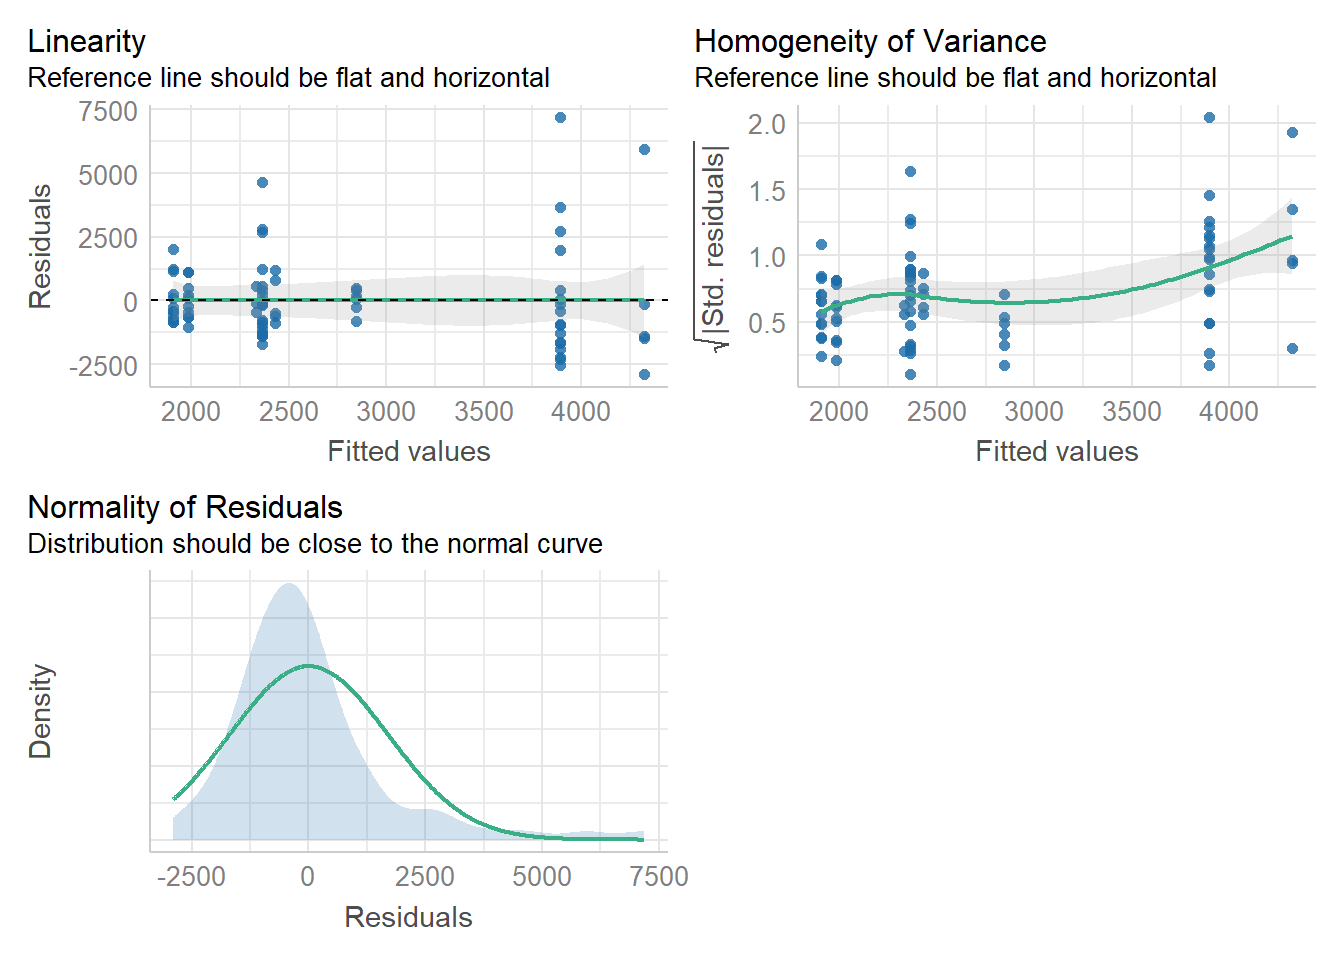 Linearity
Reference line should be flat and horizontal
7500
5000
2500
0
-2500
Residuals
2000 2500 3000 3500 4000
Fitted values
Homogeneity of Variance
Reference line should be flat and horizontal
2.0
1.5
1.0
0.5
√|Std. residuals|
2000 2500 3000 3500 4000
Fitted values
Normality of Residuals
Distribution should be close to the normal curve
Density
-2500 0 2500 5000 7500
Residuals